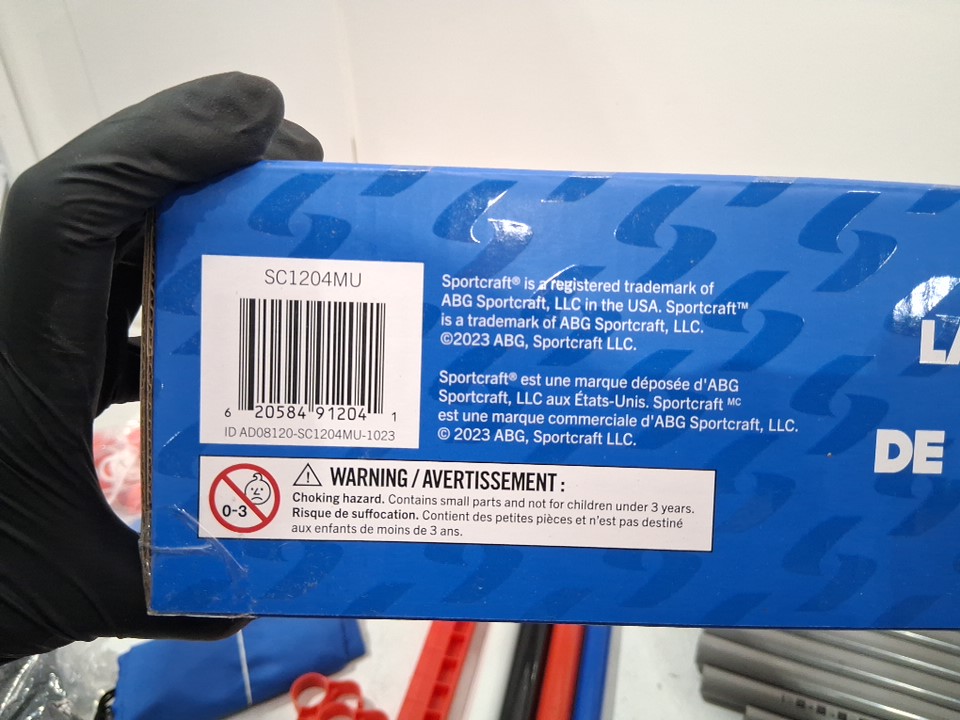 SC1204MU
6 20584 91204 1
ID AD08120-SC1204MU-1023
Sportcraft® is a registered trademark of
ABG Sportcraft, LLC in the USA. Sportcraft™
is a trademark of ABG Sportcraft, LLC.
©2023 ABG, Sportcraft LLC.
Sportcraft® est une marque déposée d'ABG
Sportcraft, LLC aux États-Unis. Sportcraft MC
est une marque commerciale d'ABG Sportcraft, LLC.
© 2023 ABG, Sportcraft LLC.
LA
DE
0-3
WARNING / AVERTISSEMENT :
Choking hazard. Contains small parts and not for children under 3 years.
Risque de suffocation. Contient des petites pièces et n'est pas destiné
aux enfants de moins de 3 ans.